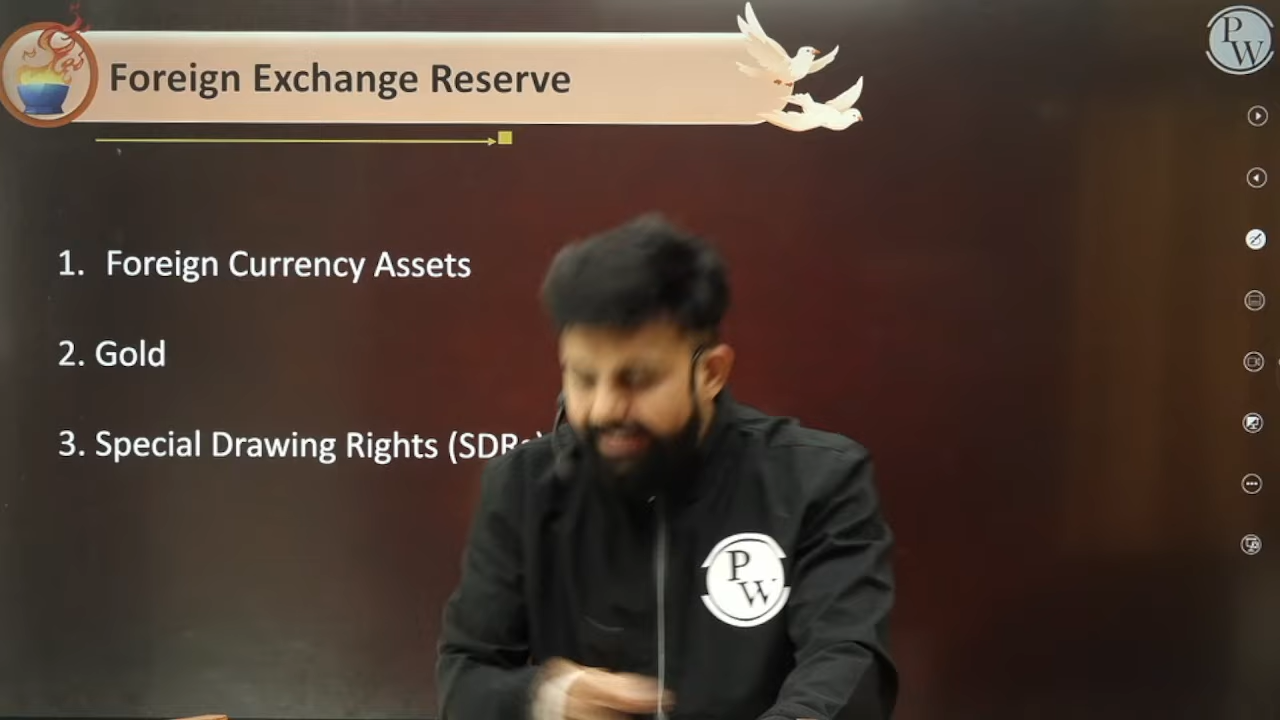 Foreign Exchange Reserve
1. Foreign Currency Assets
2. Gold
3. Special Drawing Rights
PW
PW